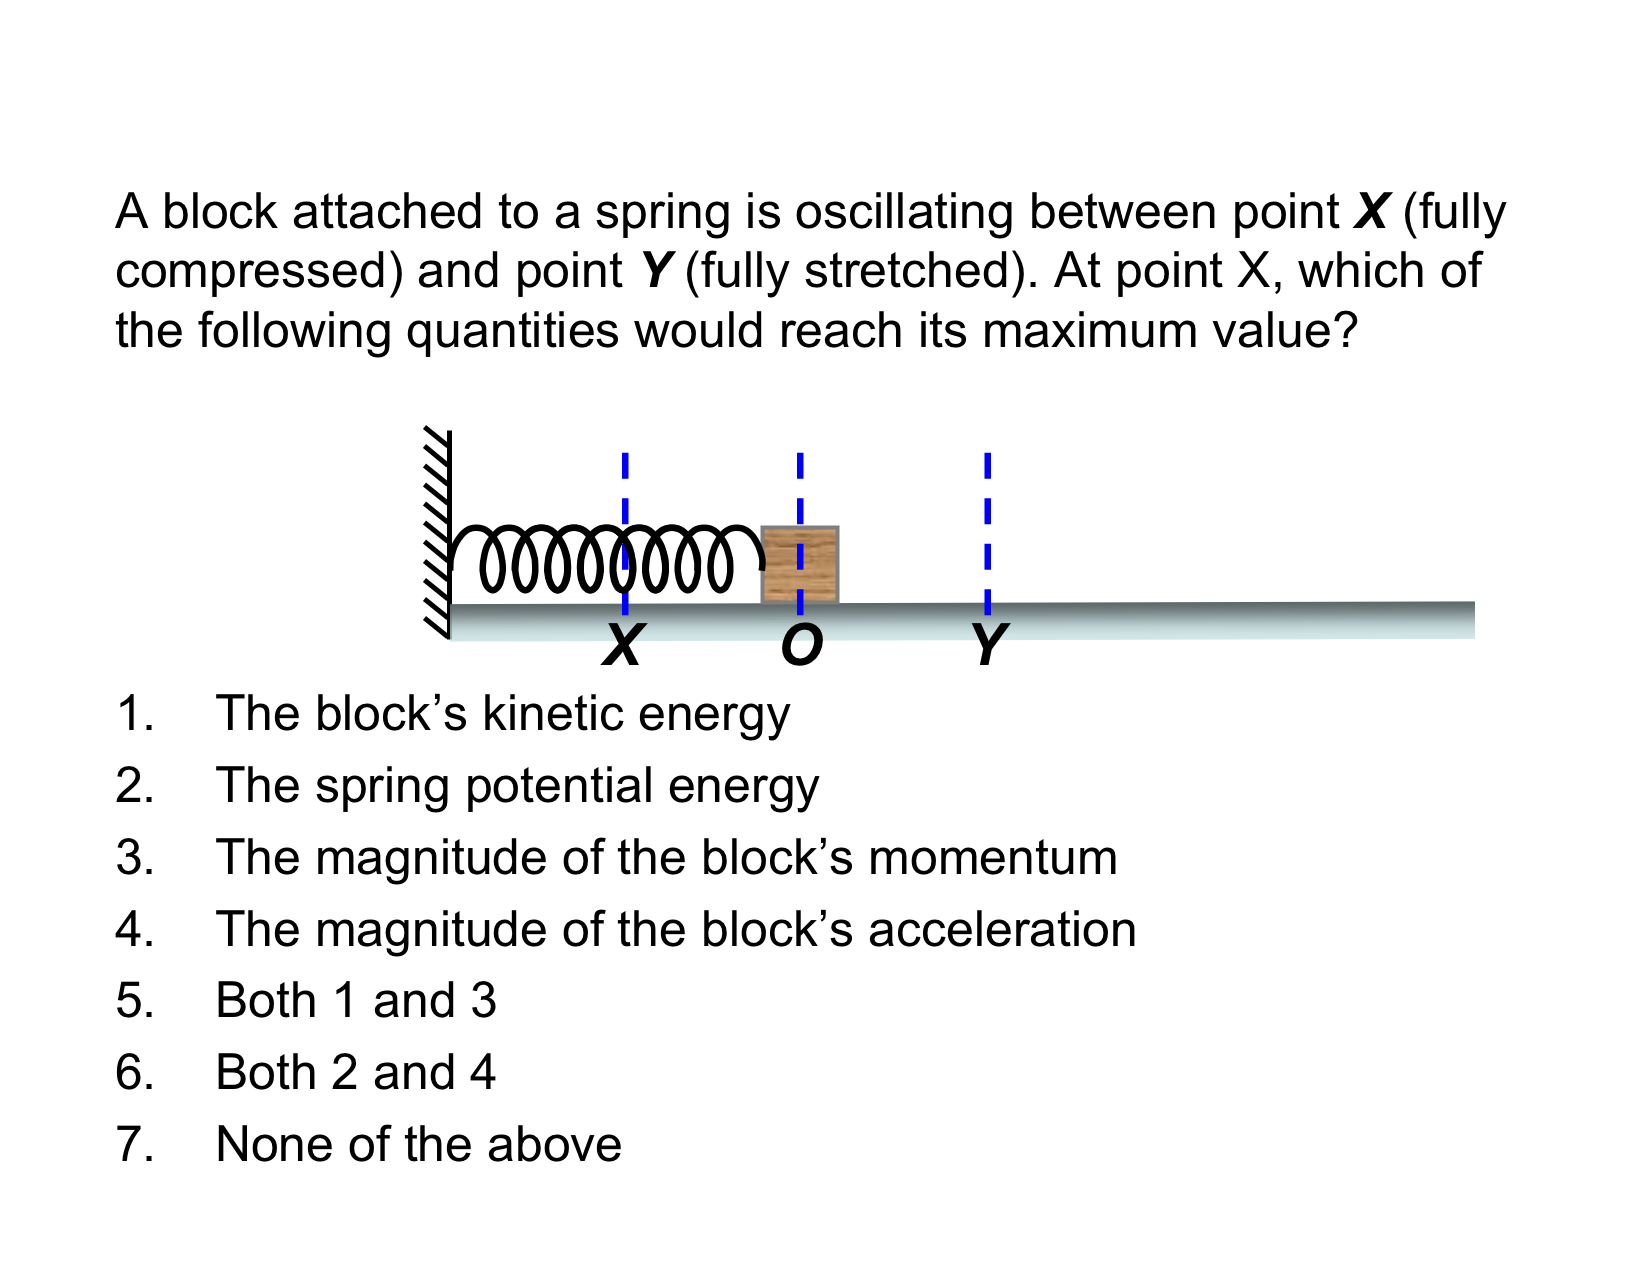 A block attached to a spring is oscillating between point X (fully
compressed) and point Y (fully stretched). At point X, which of
the following quantities would reach its maximum value?
X O Y
1. The block’s kinetic energy
2. The spring potential energy
3. The magnitude of the block’s momentum
4. The magnitude of the block’s acceleration
5. Both 1 and 3
6. Both 2 and 4
7. None of the above